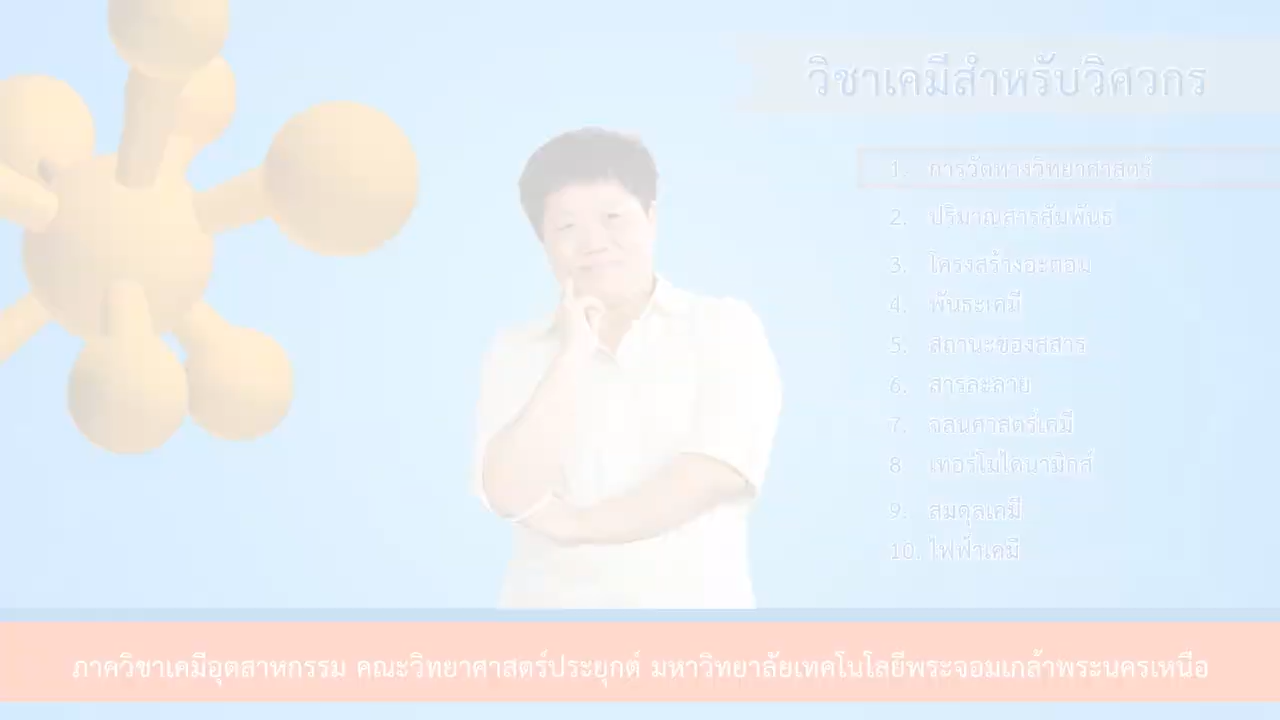 วิชาเคมีสำหรับวิศวกร
1. การวัดทางวิทยาศาสตร์
2. ปริมาณสารสัมพันธ์
3. โครงสร้างอะตอม
4. พันธะเคมี
5. สถานะของสสาร
6. สารละลาย
7. จลนศาสตร์เคมี
8 เทอร์โมไดนามิกส์
9. สมดุลเคมี
10. ไฟฟ้าเคมี
ภาควิชาเคมีอุตสาหกรรม คณะวิทยาศาสตร์ประยุกต์ มหาวิทยาลัยเทคโนโลยีพระจอมเกล้าพระนครเหนือ